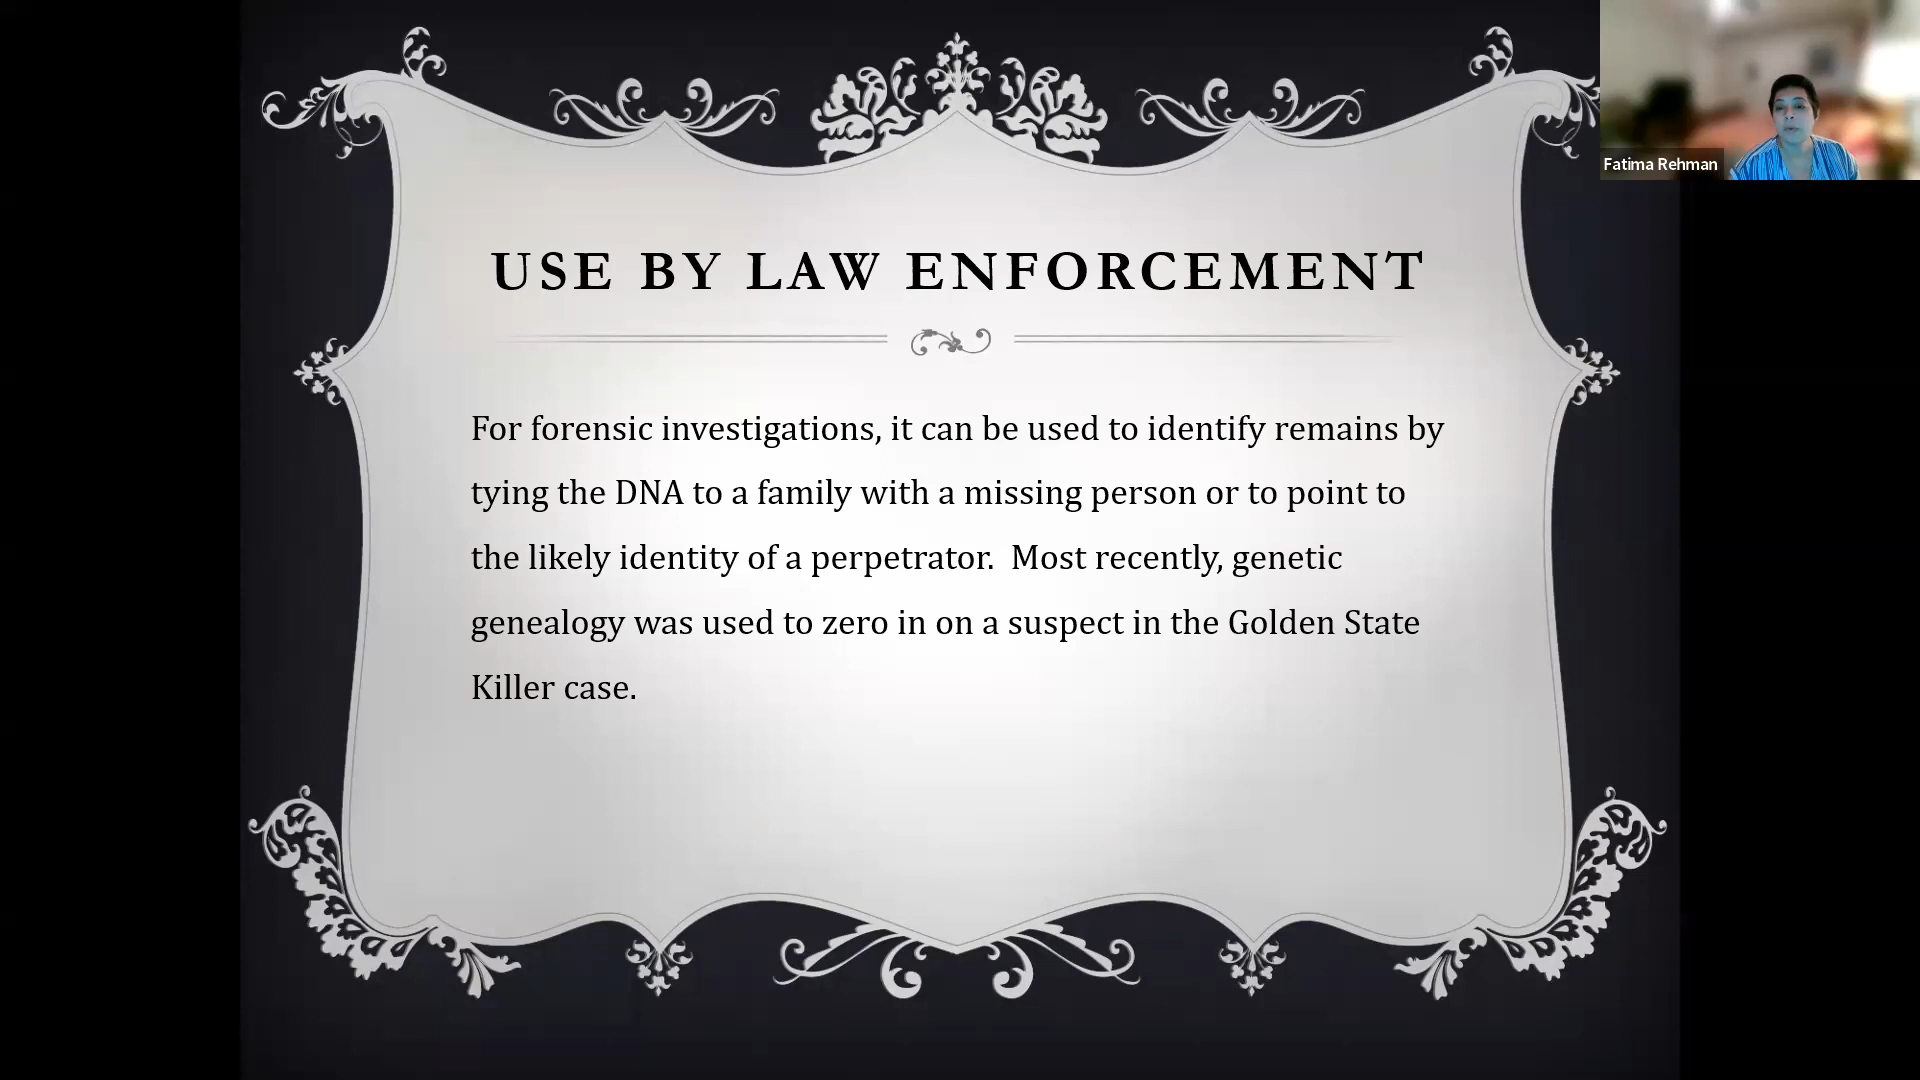 Fatima Rehman
USE BY LAW ENFORCEMENT
For forensic investigations, it can be used to identify remains by
tying the DNA to a family with a missing person or to point to
the likely identity of a perpetrator.  Most recently, genetic
genealogy was used to zero in on a suspect in the Golden State
Killer case.